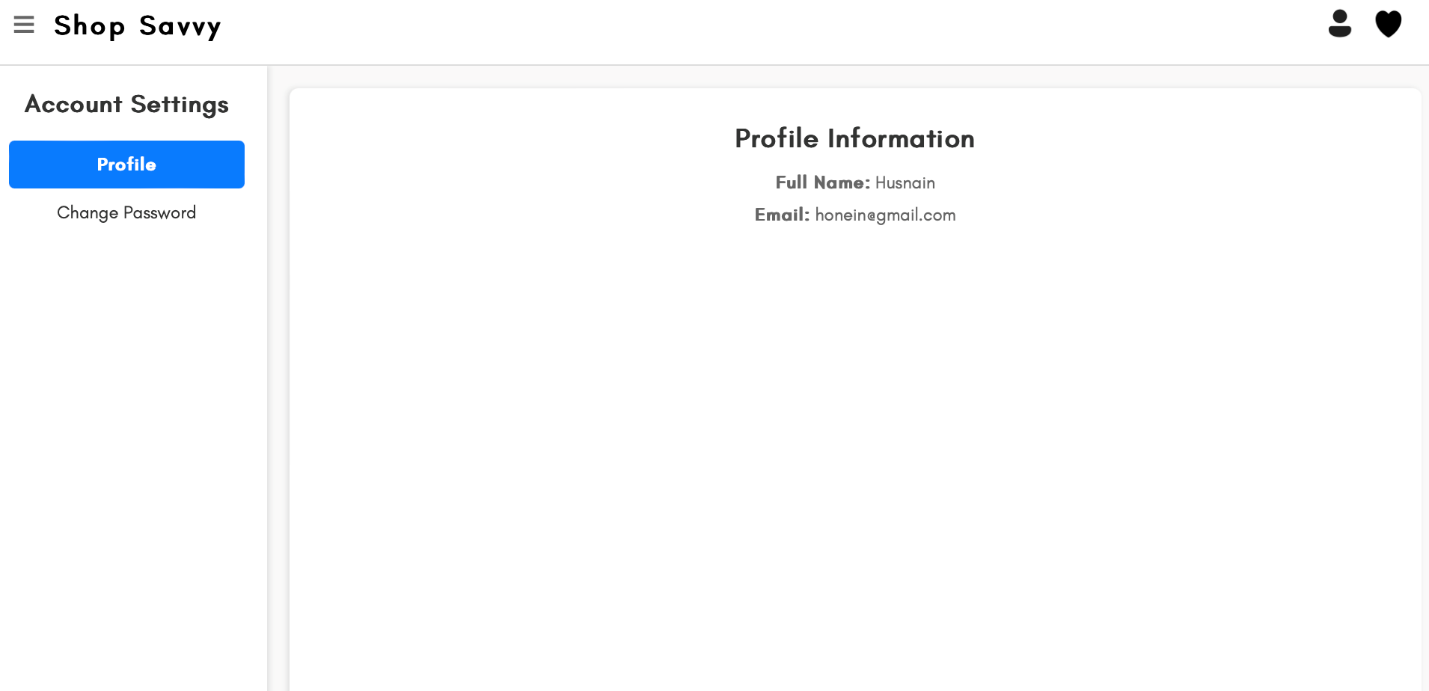 Shop Savvy
Account Settings
Profile
Change Password
Profile Information
Full Name: Husnain
Email: honein@gmail.com